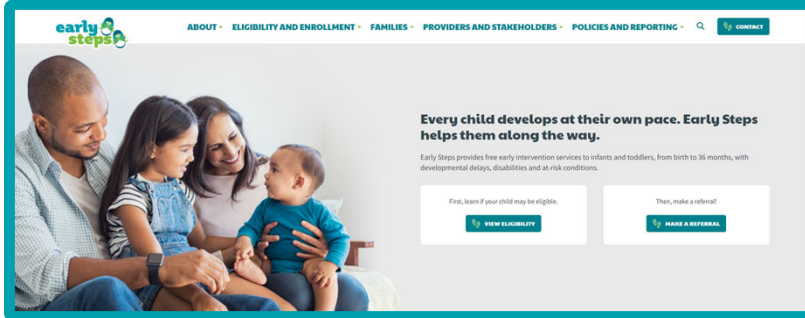 early
steps
ABOUT
ELIGIBILITY AND ENROLLMENT
FAMILIES
PROVIDERS AND STAKEHOLDERS
POLICIES AND REPORTING
CONTACT
Every child develops at their own pace. Early Steps
helps them along the way.
Early Steps provides free early intervention services to infants and toddlers, from birth to 36 months, with
developmental delays, disabilities and at-risk conditions.
First, learn if your child may be eligible.
VIEW ELIGIBILITY
Then, make a referral!
MAKE A REFERRAL